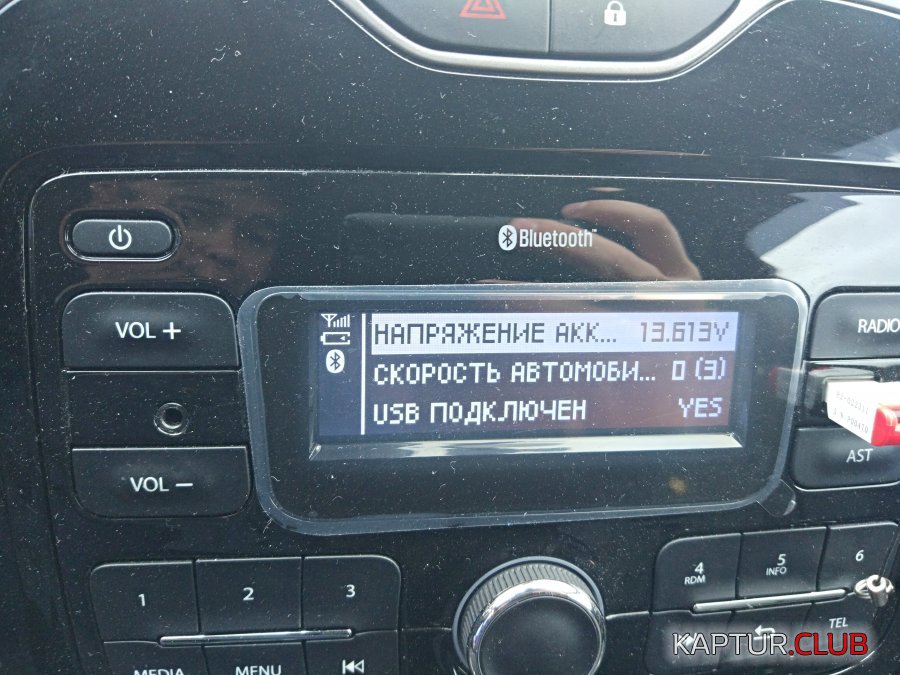 Bluetooth™
VOL +
RADIO
НАПРЯЖЕНИЕ АКК... 13.613V
СКОРОСТЬ АВТОМОБИ... 0 (3)
USB ПОДКЛЮЧЕН YES
VOL –
AST
1
2
3
4
RDM
5
INFO
6
MEDIA
MENU
TEL
KAPTUR.CLUB